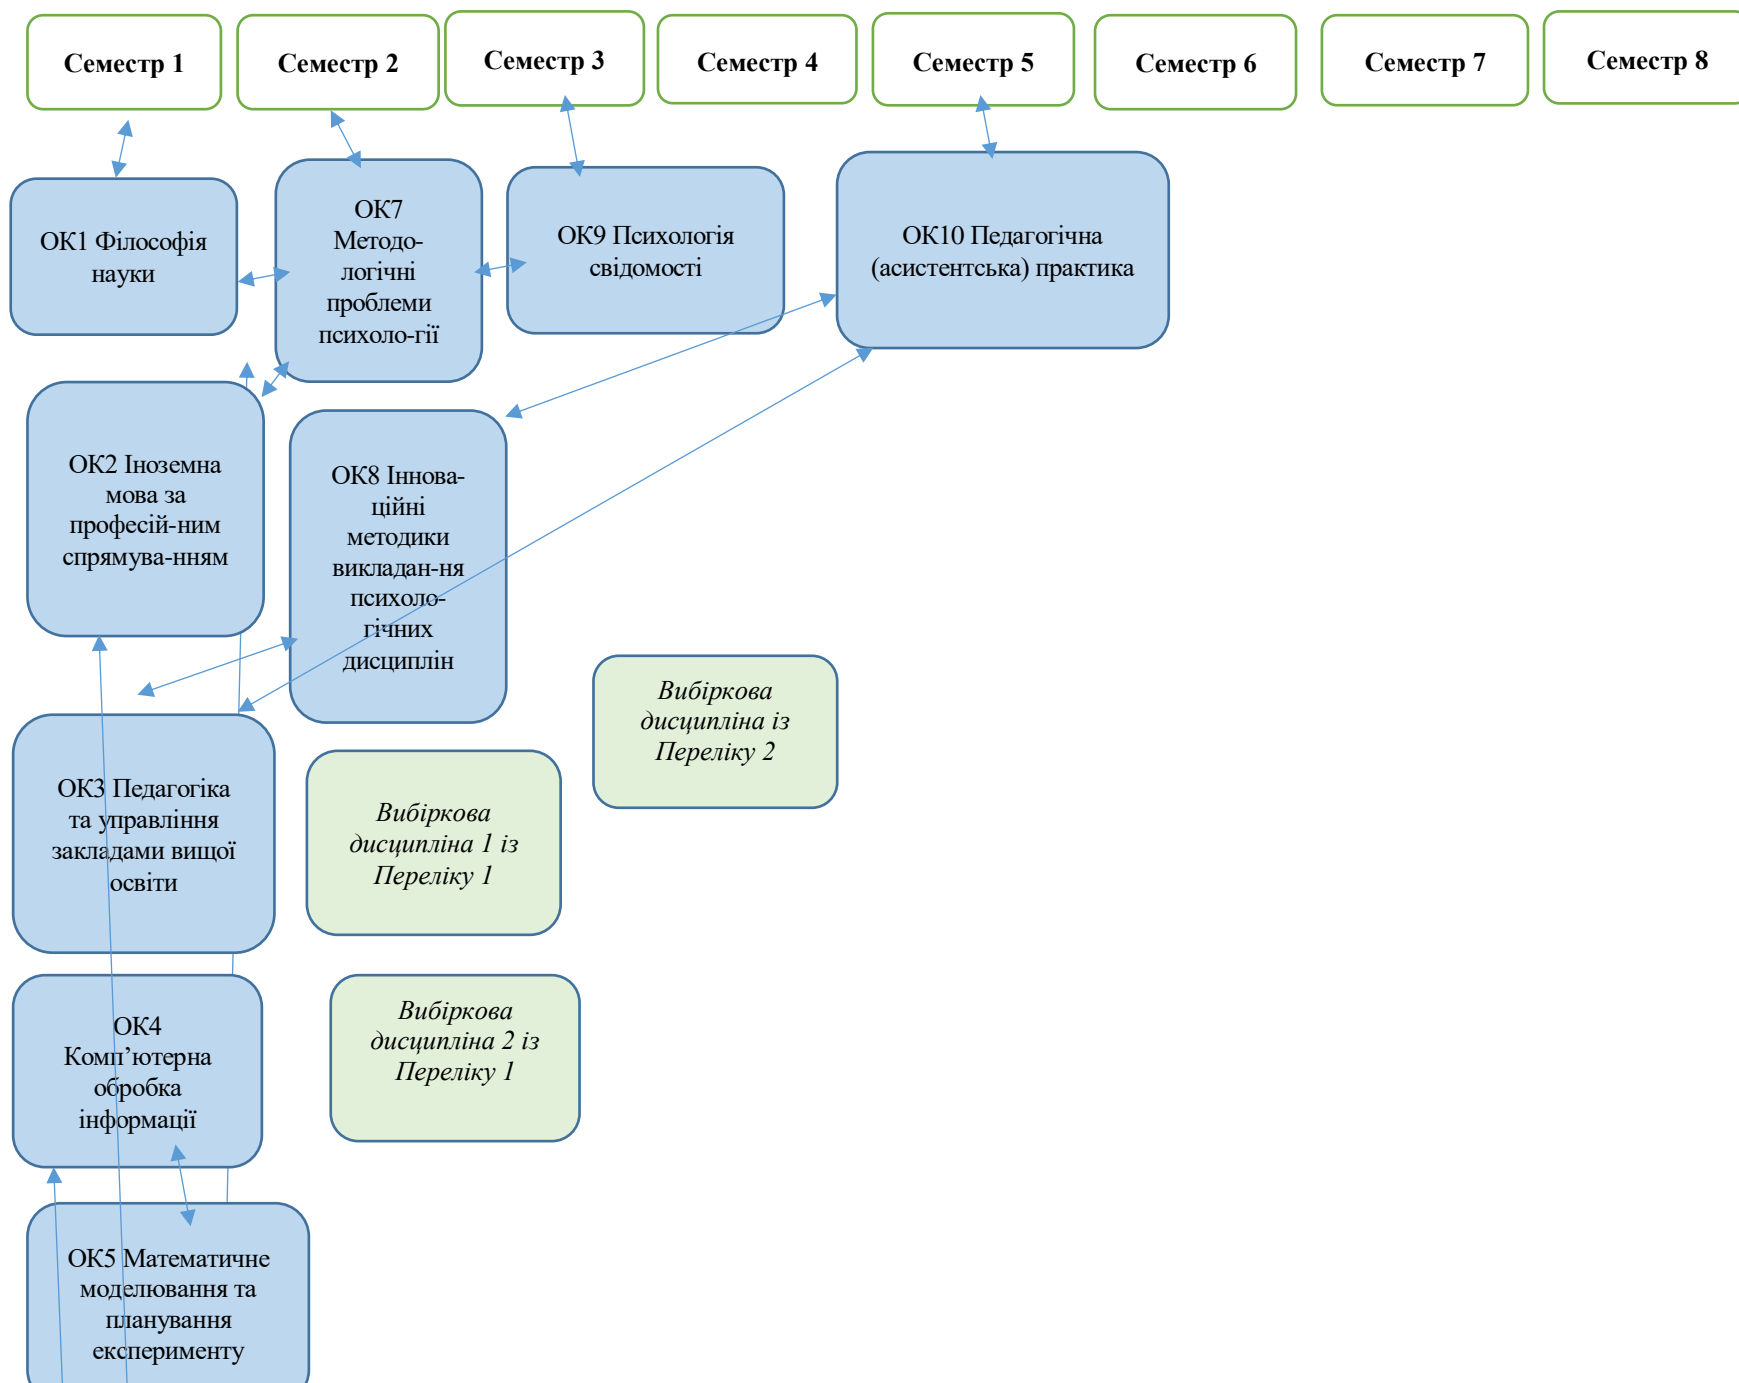 Семестр 1
Семестр 2
Семестр 3
Семестр 4
Семестр 5
Семестр 6
Семестр 7
Семестр 8
ОК1 Філософія
науки
ОК7
Методо-
логічні
проблеми
психоло-гії
ОК9 Психологія
свідомості
ОК10 Педагогічна
(асистентська) практика
ОК2 Іноземна
мова за
професій-ним
спрямува-нням
ОК8 Іннова-
ційні
методики
викладан-ня
психоло-
гічних
дисциплін
Вибіркова
дисципліна із
Переліку 2
ОК3 Педагогіка
та управління
закладами вищої
освіти
Вибіркова
дисципліна 1 із
Переліку 1
ОК4
Комп’ютерна
обробка
інформації
Вибіркова
дисципліна 2 із
Переліку 1
ОК5 Математичне
моделювання та
планування
експерименту